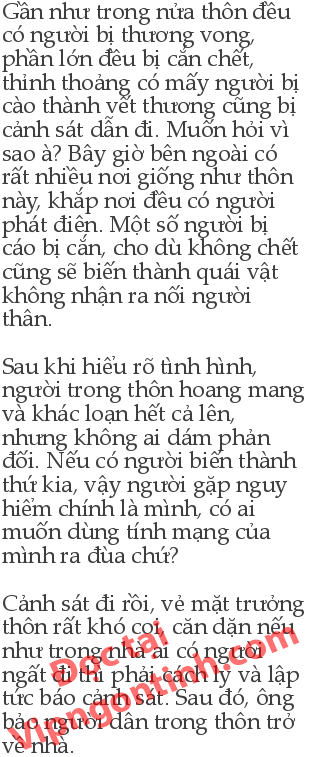 Gần như trong nửa thôn đều
có người bị thương vong,
phần lớn đều bị cắn chết,
thỉnh thoảng có mấy người bị
cào thành vết thương cũng bị
cảnh sát dẫn đi. Muốn hỏi vì
sao à? Bây giờ bên ngoài có
rất nhiều nơi giống như thôn
này, khắp nơi đều có người
phát điên. Một số người bị
cáo bị cắn, cho dù không chết
cũng sẽ biến thành quái vật
không nhận ra nối người
thân.
Sau khi hiểu rõ tình hình,
người trong thôn hoang mang
và khác loạn hết cả lên,
nhưng không ai dám phản
đối. Nếu có người biến thành
thứ kia, vậy người gặp nguy
hiểm chính là mình, có ai
muốn dùng tính mạng của
mình ra đùa chứ?
Cảnh sát đi rồi, vẻ mặt trưởng
thôn rất khó coi, căn dặn nếu
như trong nhà ai có người
ngất đi thì phải cách ly và lập
tức báo cảnh sát. Sau đó, ông
bảo người dân trong thôn trở
về nhà.
Đọc tại
Vipngontinh.com